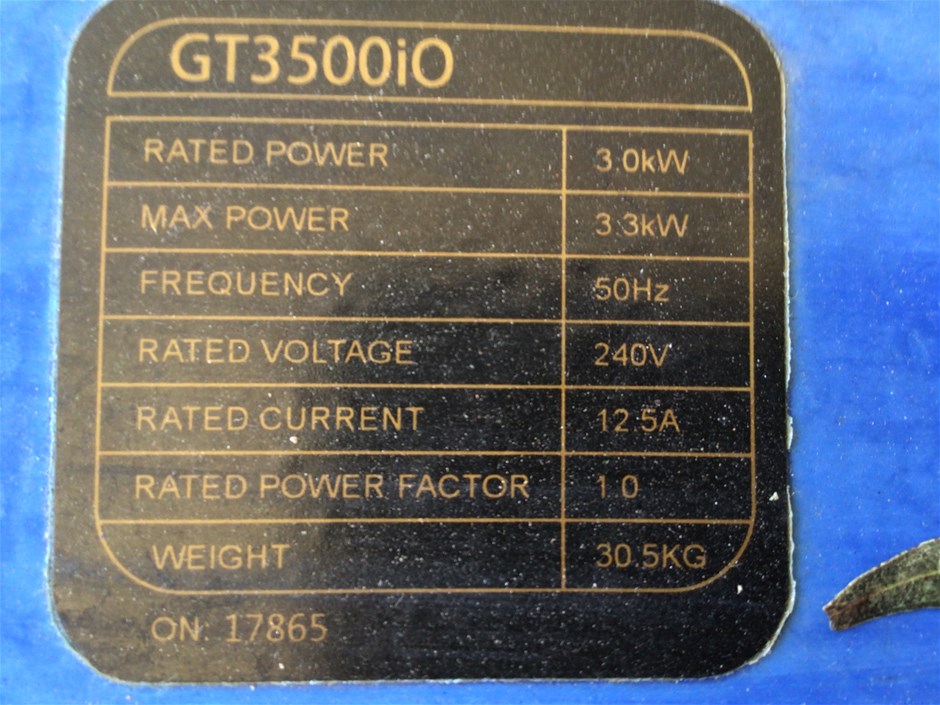 GT3500iO
RATED POWER 3.0kW
MAX POWER 3.3kW
FREQUENCY 50Hz
RATED VOLTAGE 240V
RATED CURRENT 12.5A
RATED POWER FACTOR 1.0
WEIGHT 30.5KG
ON: 17865